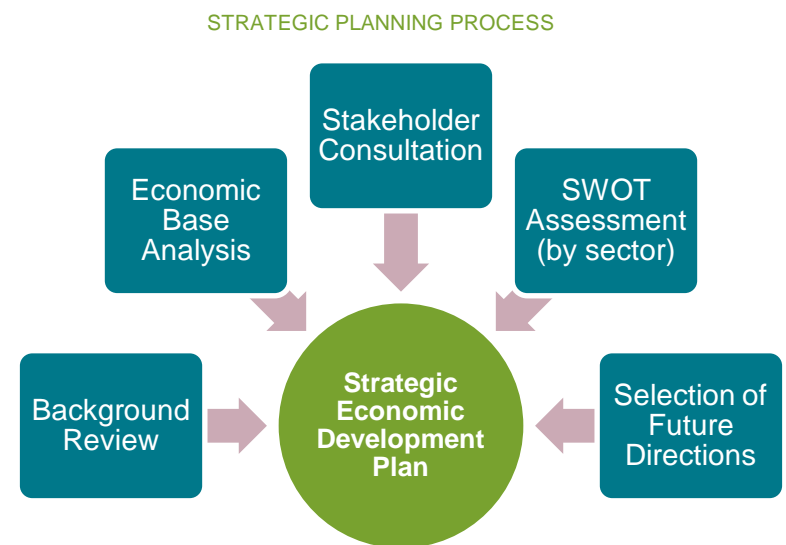 STRATEGIC PLANNING PROCESS
Stakeholder
Consultation
Economic
Base
Analysis
SWOT
Assessment
(by sector)
Background
Review
Strategic
Economic
Development
Plan
Selection of
Future
Directions